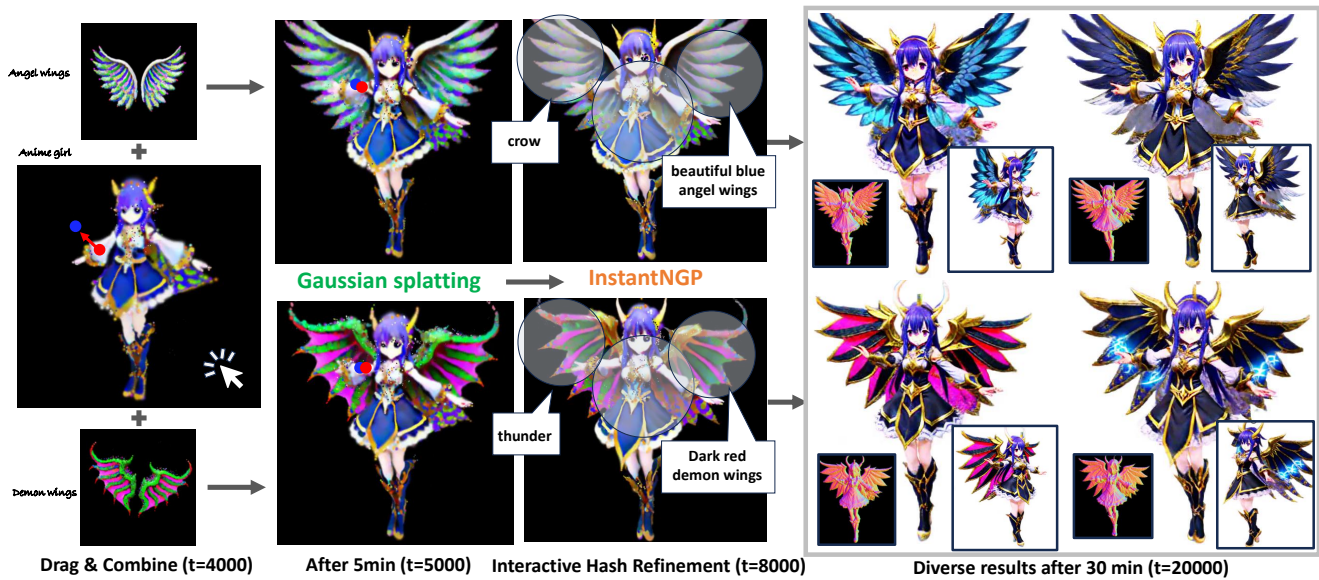 Angel wings
Anime girl
Demon wings
crow
beautiful blue
angel wings
Gaussian splatting
InstantNGP
thunder
Dark red
demon wings
Drag & Combine (t=4000)
After 5min (t=5000)
Interactive Hash Refinement (t=8000)
Diverse results after 30 min (t=20000)